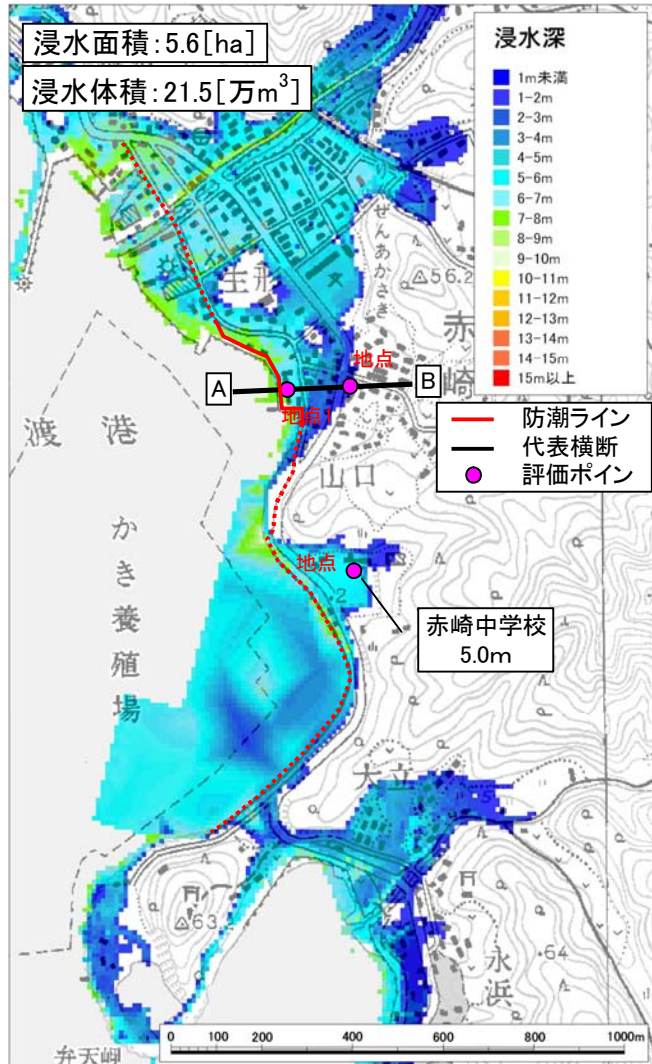 浸水面積:5.6[ha]
浸水体積:21.5[万m³]
浸水深
1m未満
1-2m
2-3m
3-4m
4-5m
5-6m
6-7m
7-8m
8-9m
9-10m
10-11m
11-12m
12-13m
13-14m
14-15m
15m以上
ぜんあかさき
56.2
赤崎
地点
A
B
地点1
防潮ライン
代表横断
評価ポイン
渡港
山口
かき養殖場
地点
2
赤崎中学校
5.0m
大立
5
63
64
永浜
弁天岬
0
200
400
600
800
1000m